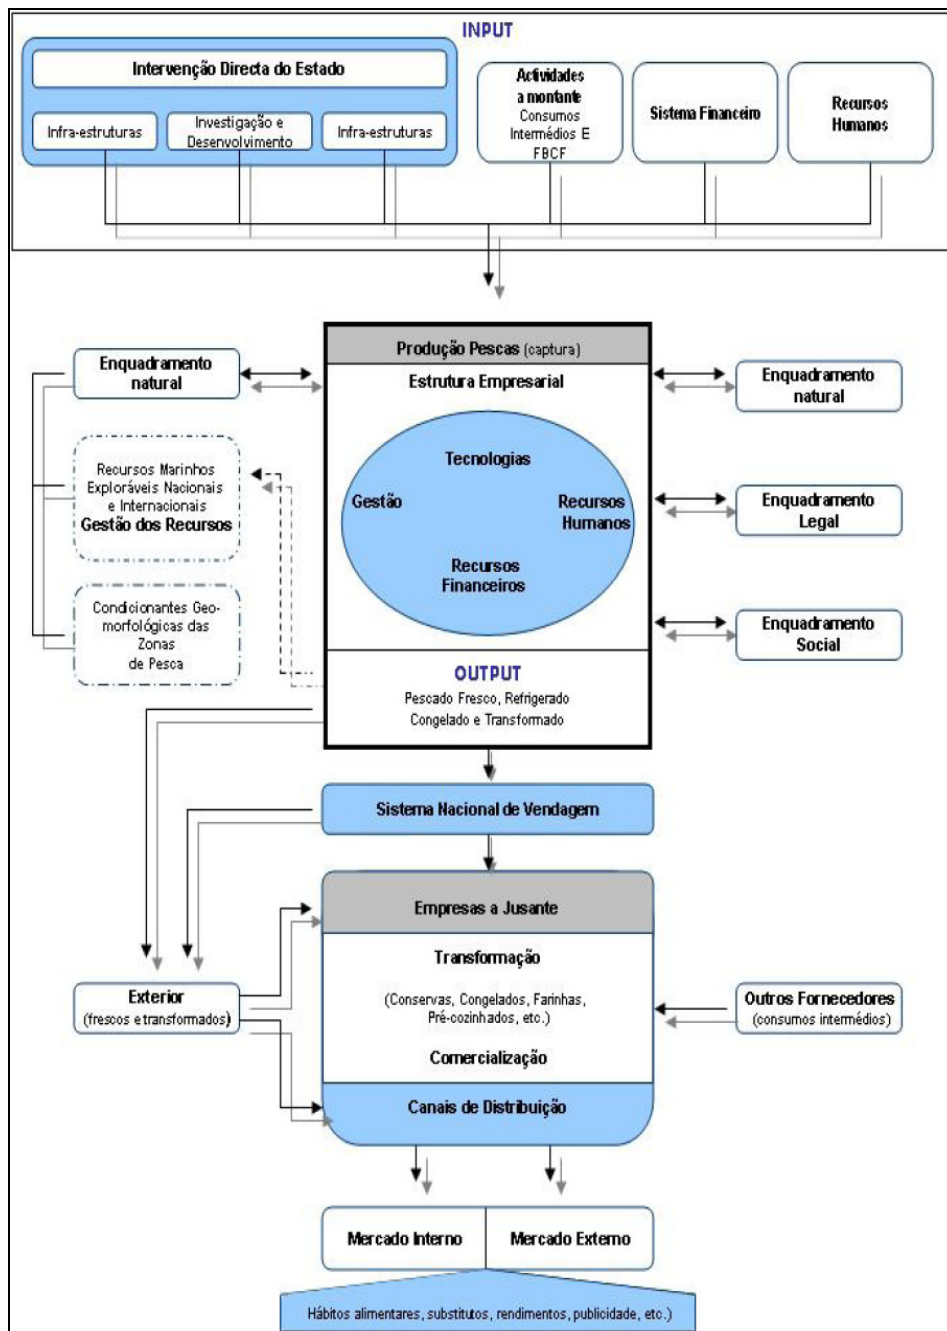 INPUT
Intervenção Directa do Estado
Infra-estruturas
Investigação e
Desenvolvimento
Infra-estruturas
Actividades
a montante
Consumos
Intermédios E
FBCF
Sistema Financeiro
Recursos
Humanos
Produção Pescas (captura)
Estrutura Empresarial
Tecnologias
Gestão
Recursos
Humanos
Recursos
Financeiros
Enquadramento
natural
Recursos Marinhos
Exploráveis Nacionais
e Internacionais
Gestão dos Recursos
Condicionantes Geo-
morfológicas das
Zonas
de Pesca
Enquadramento
natural
Enquadramento
Legal
Enquadramento
Social
OUTPUT
Pescado Fresco, Refrigerado
Congelado e Transformado
Sistema Nacional de Vendagem
Empresas a Jusante
Transformação
(Conservas, Congelados, Farinhas,
Pré-cozinhados, etc.)
Comercialização
Canais de Distribuição
Exterior
(frescos e transformados)
Outros Fornecedores
(consumos intermédios)
Mercado Interno
Mercado Externo
Hábitos alimentares, substitutos, rendimentos, publicidade, etc.)